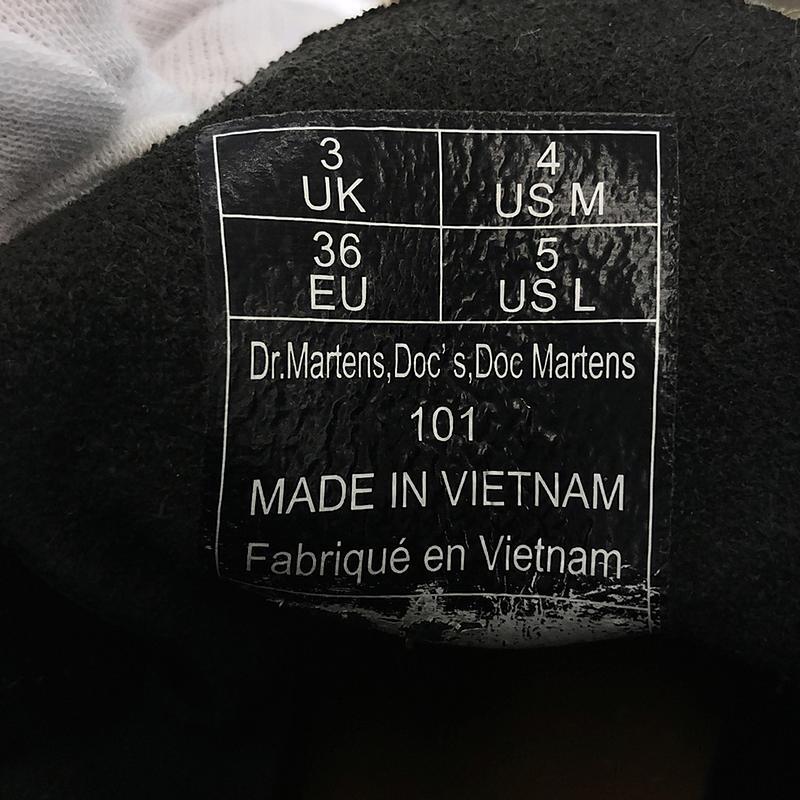 3
UK
4
US M
36
EU
5
US L
Dr.Martens,Doc's,Doc Martens
101
MADE IN VIETNAM
Fabriqué en Vietnam